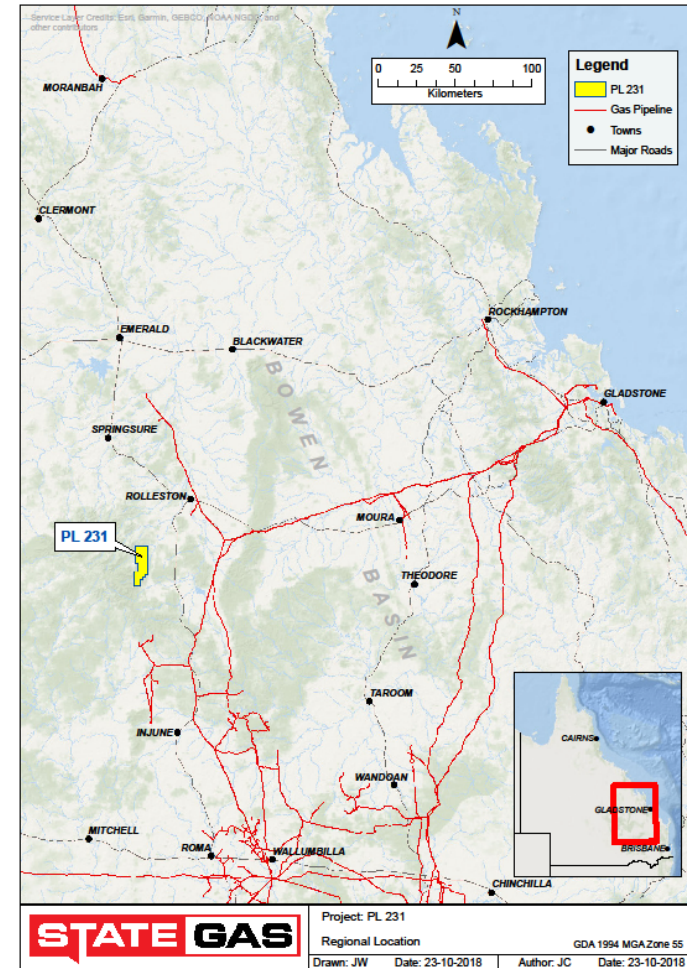 Service Layer Credits: Esri, Garmin, GEBCO, NOAA NGDC, and
other contributors
N
0 25 50 100
Kilometers
Legend
PL 231
Gas Pipeline
Towns
Major Roads
MORANBAH
CLERMONT
EMERALD
BLACKWATER
ROCKHAMPTON
GLADSTONE
SPRINGSURE
BOWEN
ROLLESTON
MOURA
PL 231
THEODORE
BASIN
TAROOM
INJUNE
WANDOAN
MITCHELL
ROMA
WALLUMBILLA
CHINCHILLA
CAIRNS
GLADSTONE
BRISBANE
STATE GAS
Project: PL 231
Regional Location
GDA 1994 MGA Zone 55
Drawn: JW Date: 23-10-2018 Author: JC Date: 23-10-2018